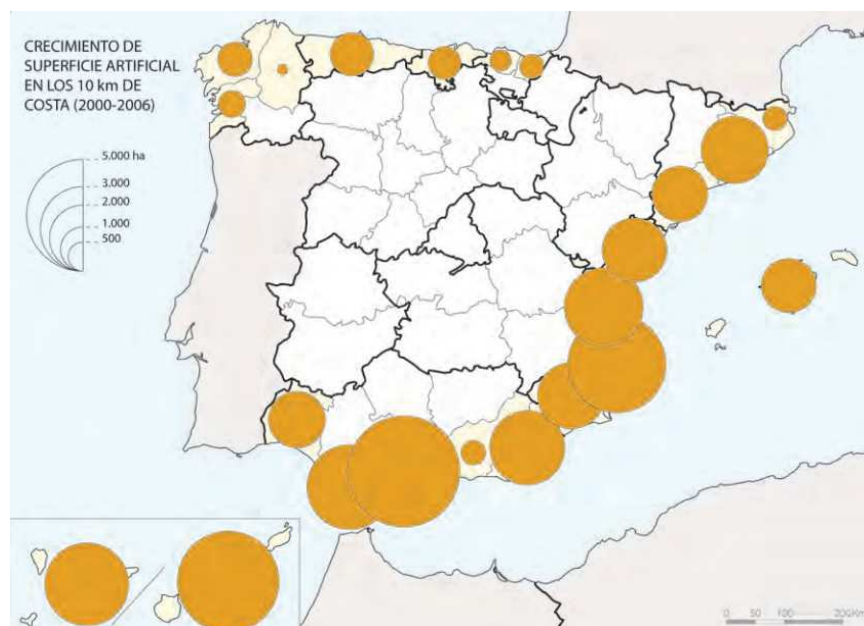 CRECIMIENTO DE
SUPERFICIE ARTIFICIAL
EN LOS 10 km DE
COSTA (2000-2006)
5.000 ha
3.000
2.000
1.000
500
0 50 100 200Km